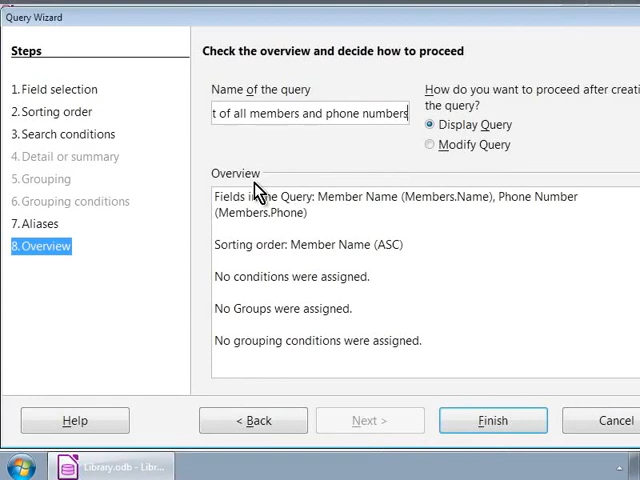 Query Wizard
Steps
Check the overview and decide how to proceed
1.Field selection
2.Sorting order
3.Search conditions
4.Detail or summary
5.Grouping
6.Grouping conditions
7.Aliases
8.Overview
Name of the query
t of all members and phone numbers
How do you want to proceed after creati
the query?
Display Query
Modify Query
Overview
Fields in the Query: Member Name (Members.Name), Phone Number
(Members.Phone)
Sorting order: Member Name (ASC)
No conditions were assigned.
No Groups were assigned.
No grouping conditions were assigned.
Help
< Back
Next >
Finish
Cancel
Library.odb - Libr...